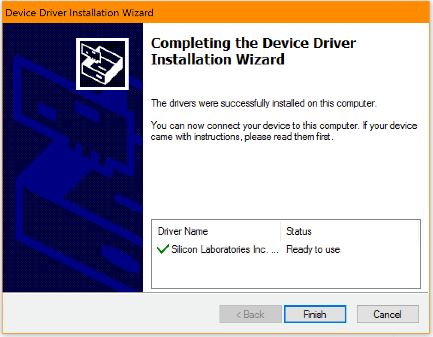 Device Driver Installation Wizard
Completing the Device Driver
Installation Wizard
The drivers were successfully installed on this computer.
You can now connect your device to this computer. If your device
came with instructions, please read them first.
Driver Name Status
Silicon Laboratories Inc. ... Ready to use
< Back Finish Cancel